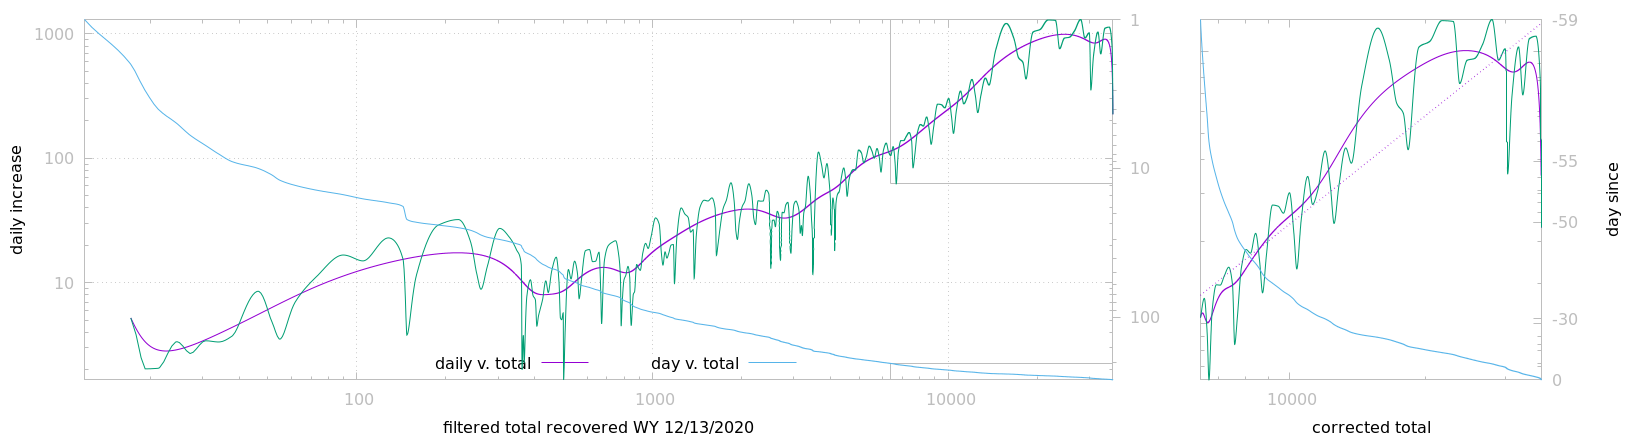 1000
100
10
daily increase
1
10
100
daily v. total
day v. total
100
1000
10000
filtered total recovered WY 12/13/2020
-59
-55
-50
-30
0
day since
10000
corrected total